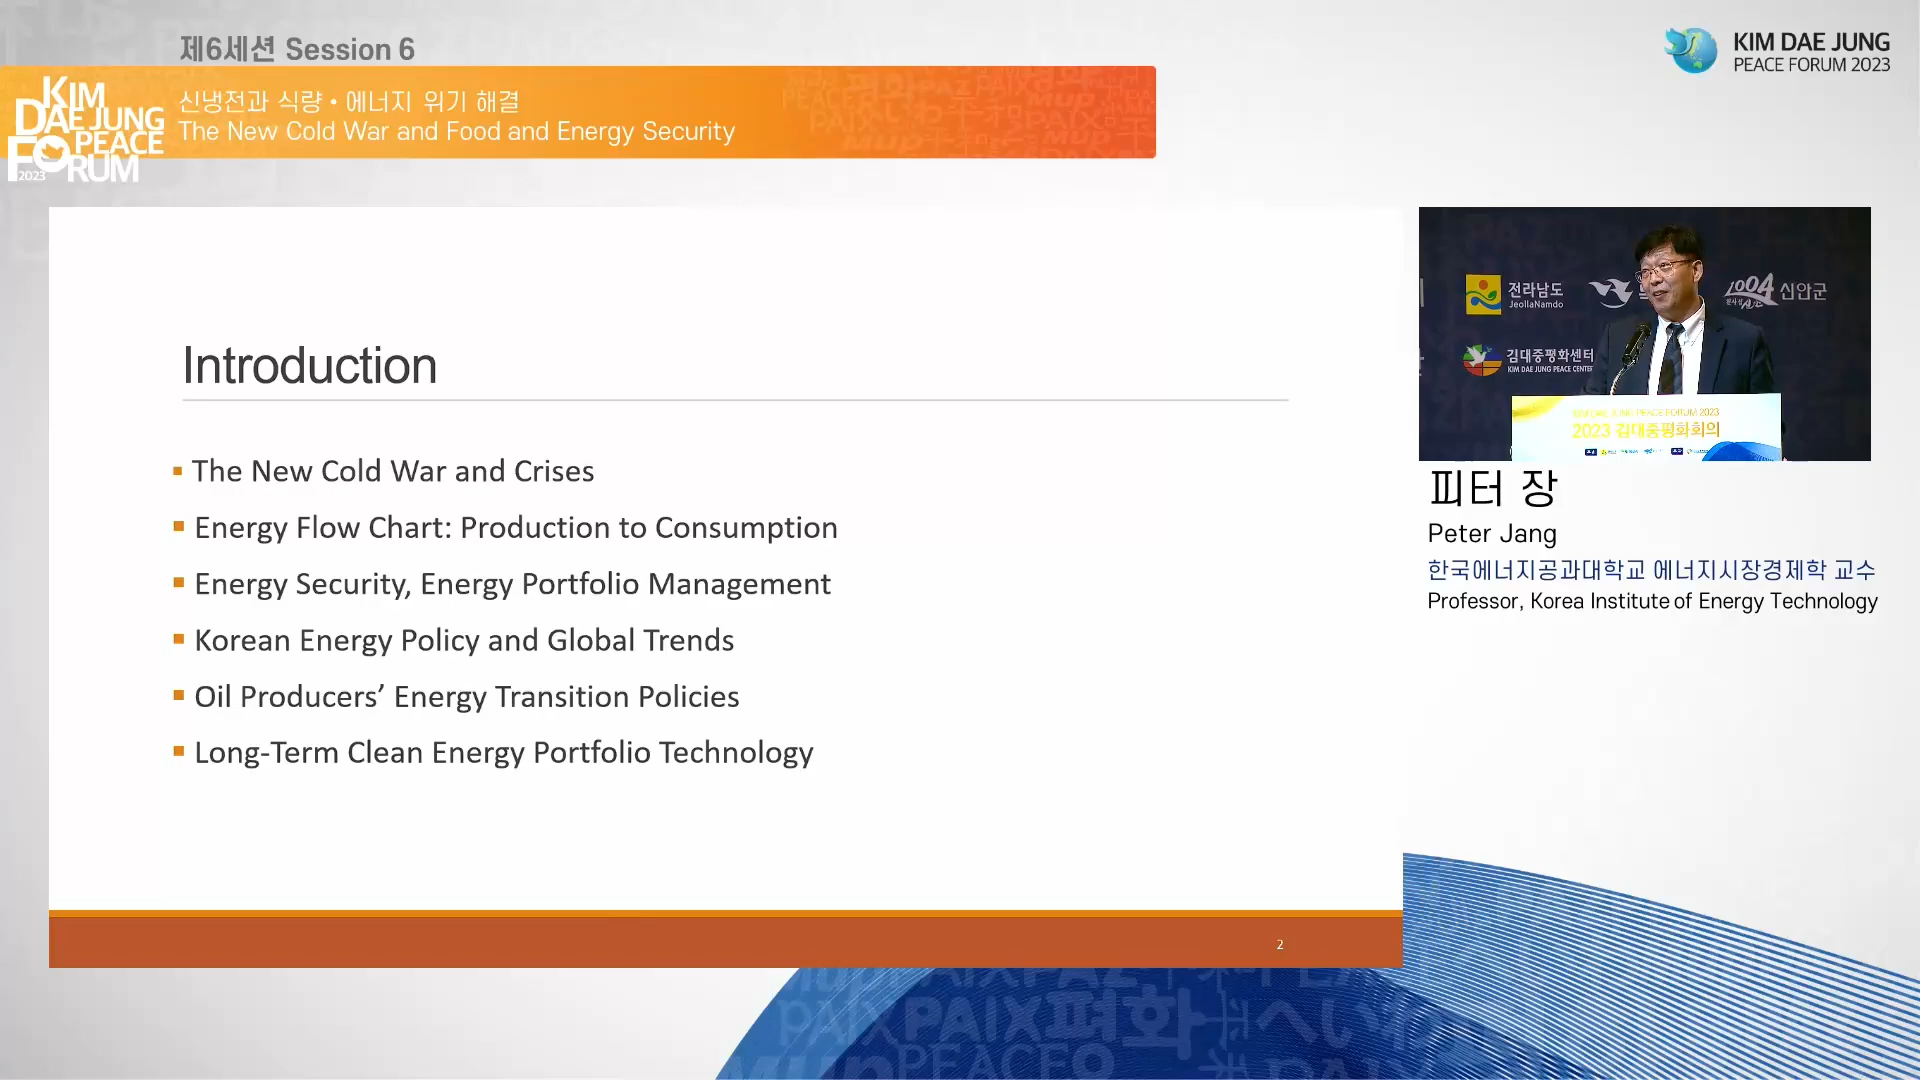 제6세션 Session 6
신냉전과 식량 • 에너지 위기 해결
The New Cold War and Food and Energy Security
KIM
DAE JUNG
PEACE
FORUM
2023
KIM DAE JUNG
PEACE FORUM 2023
Introduction
The New Cold War and Crises
Energy Flow Chart: Production to Consumption
Energy Security, Energy Portfolio Management
Korean Energy Policy and Global Trends
Oil Producers’ Energy Transition Policies
Long-Term Clean Energy Portfolio Technology
2
전라남도
JeollaNamdo
1004 신안군
김대중평화센터
KIM DAE JUNG PEACE CENTER
KIM DAE JUNG PEACE FORUM 2023
2023 김대중평화회의
피터 장
Peter Jang
한국에너지공과대학교 에너지시장경제학 교수
Professor, Korea Institute of Energy Technology
PAIX PAIX 평화
PEACE